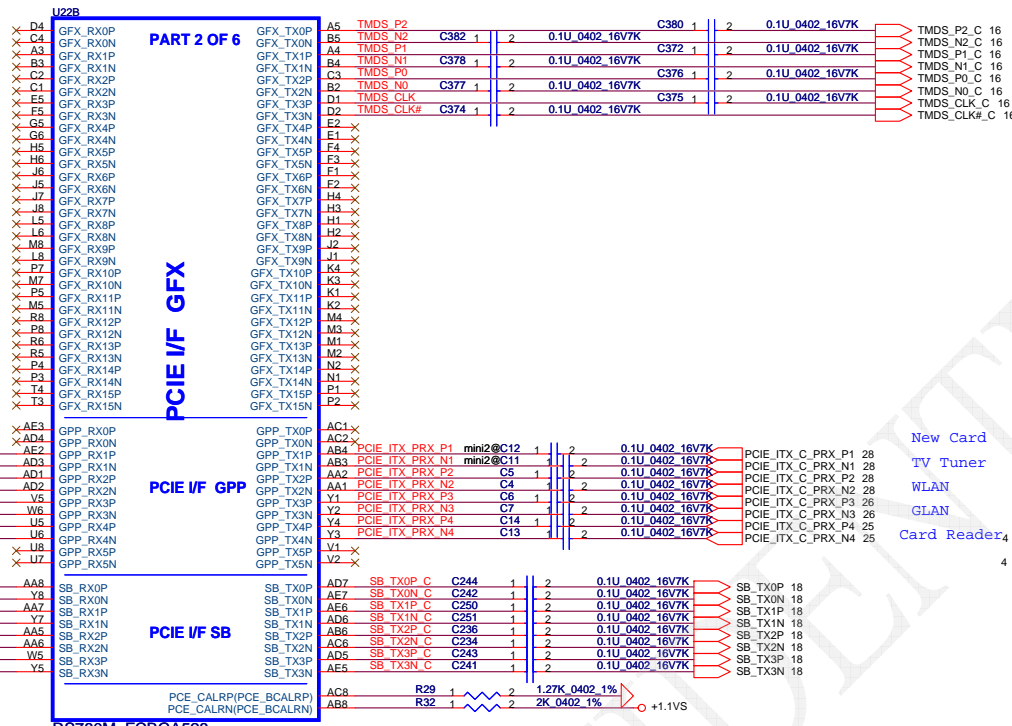 U22B
PART 2 OF 6
PCIE I/F GFX
D4 GFX_RX0P GFX_TX0P A5 TMDS_P2 C380 1 2 0.1U_0402_16V7K TMDS_P2_C 16
C4 GFX_RX0N GFX_TX0N B5 TMDS_N2 C382 1 2 0.1U_0402_16V7K TMDS_N2_C 16
A3 GFX_RX1P GFX_TX1P A4 TMDS_P1 C372 1 2 0.1U_0402_16V7K TMDS_P1_C 16
B3 GFX_RX1N GFX_TX1N B4 TMDS_N1 C378 1 2 0.1U_0402_16V7K TMDS_N1_C 16
C2 GFX_RX2P GFX_TX2P C3 TMDS_P0 C376 1 2 0.1U_0402_16V7K TMDS_P0_C 16
C1 GFX_RX2N GFX_TX2N B2 TMDS_N0 C377 1 2 0.1U_0402_16V7K TMDS_N0_C 16
E5 GFX_RX3P GFX_TX3P D1 TMDS_CLK C375 1 2 0.1U_0402_16V7K TMDS_CLK_C 16
F5 GFX_RX3N GFX_TX3N D2 TMDS_CLK# C374 1 2 0.1U_0402_16V7K TMDS_CLK#_C 16
G5 GFX_RX4P GFX_TX4P E2
G6 GFX_RX4N GFX_TX4N E1
H5 GFX_RX5P GFX_TX5P F4
H6 GFX_RX5N GFX_TX5N F3
J6 GFX_RX6P GFX_TX6P F1
J5 GFX_RX6N GFX_TX6N F2
J7 GFX_RX7P GFX_TX7P H4
J8 GFX_RX7N GFX_TX7N H3
L5 GFX_RX8P GFX_TX8P H1
L6 GFX_RX8N GFX_TX8N H2
M8 GFX_RX9P GFX_TX9P J2
L8 GFX_RX9N GFX_TX9N J1
P7 GFX_RX10P GFX_TX10P K4
M7 GFX_RX10N GFX_TX10N K3
P5 GFX_RX11P GFX_TX11P K1
M5 GFX_RX11N GFX_TX11N K2
R8 GFX_RX12P GFX_TX12P M4
P8 GFX_RX12N GFX_TX12N M3
R6 GFX_RX13P GFX_TX13P M1
R5 GFX_RX13N GFX_TX13N M2
P4 GFX_RX14P GFX_TX14P N2
P3 GFX_RX14N GFX_TX14N N1
T4 GFX_RX15P GFX_TX15P P1
T3 GFX_RX15N GFX_TX15N P2
PCIE I/F GPP
AE3 GPP_RX0P GPP_TX0P AC1
AD4 GPP_RX0N GPP_TX0N AC2
AE2 GPP_RX1P GPP_TX1P AB4 PCIE_ITX_PRX_P1 mini2@C12 1 2 0.1U_0402_16V7K PCIE_ITX_C_PRX_P1 28
AD3 GPP_RX1N GPP_TX1N AB3 PCIE_ITX_PRX_N1 mini2@C11 1 2 0.1U_0402_16V7K PCIE_ITX_C_PRX_N1 28
AD1 GPP_RX2P GPP_TX2P AA2 PCIE_ITX_PRX_P2 C5 1 2 0.1U_0402_16V7K PCIE_ITX_C_PRX_P2 28
AD2 GPP_RX2N GPP_TX2N AA1 PCIE_ITX_PRX_N2 C4 1 2 0.1U_0402_16V7K PCIE_ITX_C_PRX_N2 28
V5 GPP_RX3P GPP_TX3P Y1 PCIE_ITX_PRX_P3 C6 1 2 0.1U_0402_16V7K PCIE_ITX_C_PRX_P3 26
W6 GPP_RX3N GPP_TX3N Y2 PCIE_ITX_PRX_N3 C7 1 2 0.1U_0402_16V7K PCIE_ITX_C_PRX_N3 26
U5 GPP_RX4P GPP_TX4P Y4 PCIE_ITX_PRX_P4 C14 1 2 0.1U_0402_16V7K PCIE_ITX_C_PRX_P4 25
U6 GPP_RX4N GPP_TX4N Y3 PCIE_ITX_PRX_N4 C13 1 2 0.1U_0402_16V7K PCIE_ITX_C_PRX_N4 25
U8 GPP_RX5P GPP_TX5P V1
U7 GPP_RX5N GPP_TX5N V2
New Card
TV Tuner
WLAN
GLAN
Card Reader
4
4
PCIE I/F SB
AA8 SB_RX0P SB_TX0P AD7 SB_TX0P_C C244 1 2 0.1U_0402_16V7K SB_TX0P 18
Y8 SB_RX0N SB_TX0N AE7 SB_TX0N_C C242 1 2 0.1U_0402_16V7K SB_TX0N 18
AA7 SB_RX1P SB_TX1P AE6 SB_TX1P_C C250 1 2 0.1U_0402_16V7K SB_TX1P 18
Y7 SB_RX1N SB_TX1N AD6 SB_TX1N_C C251 1 2 0.1U_0402_16V7K SB_TX1N 18
AA5 SB_RX2P SB_TX2P AB6 SB_TX2P_C C236 1 2 0.1U_0402_16V7K SB_TX2P 18
AA6 SB_RX2N SB_TX2N AC6 SB_TX2N_C C234 1 2 0.1U_0402_16V7K SB_TX2N 18
W5 SB_RX3P SB_TX3P AD5 SB_TX3P_C C243 1 2 0.1U_0402_16V7K SB_TX3P 18
Y5 SB_RX3N SB_TX3N AE5 SB_TX3N_C C241 1 2 0.1U_0402_16V7K SB_TX3N 18
PCE_CALRP(PCE_BCALRP) AC8 R29 1 2 1.27K_0402_1%
PCE_CALRN(PCE_BCALRN) AB8 R32 1 2 2K_0402_1% +1.1VS